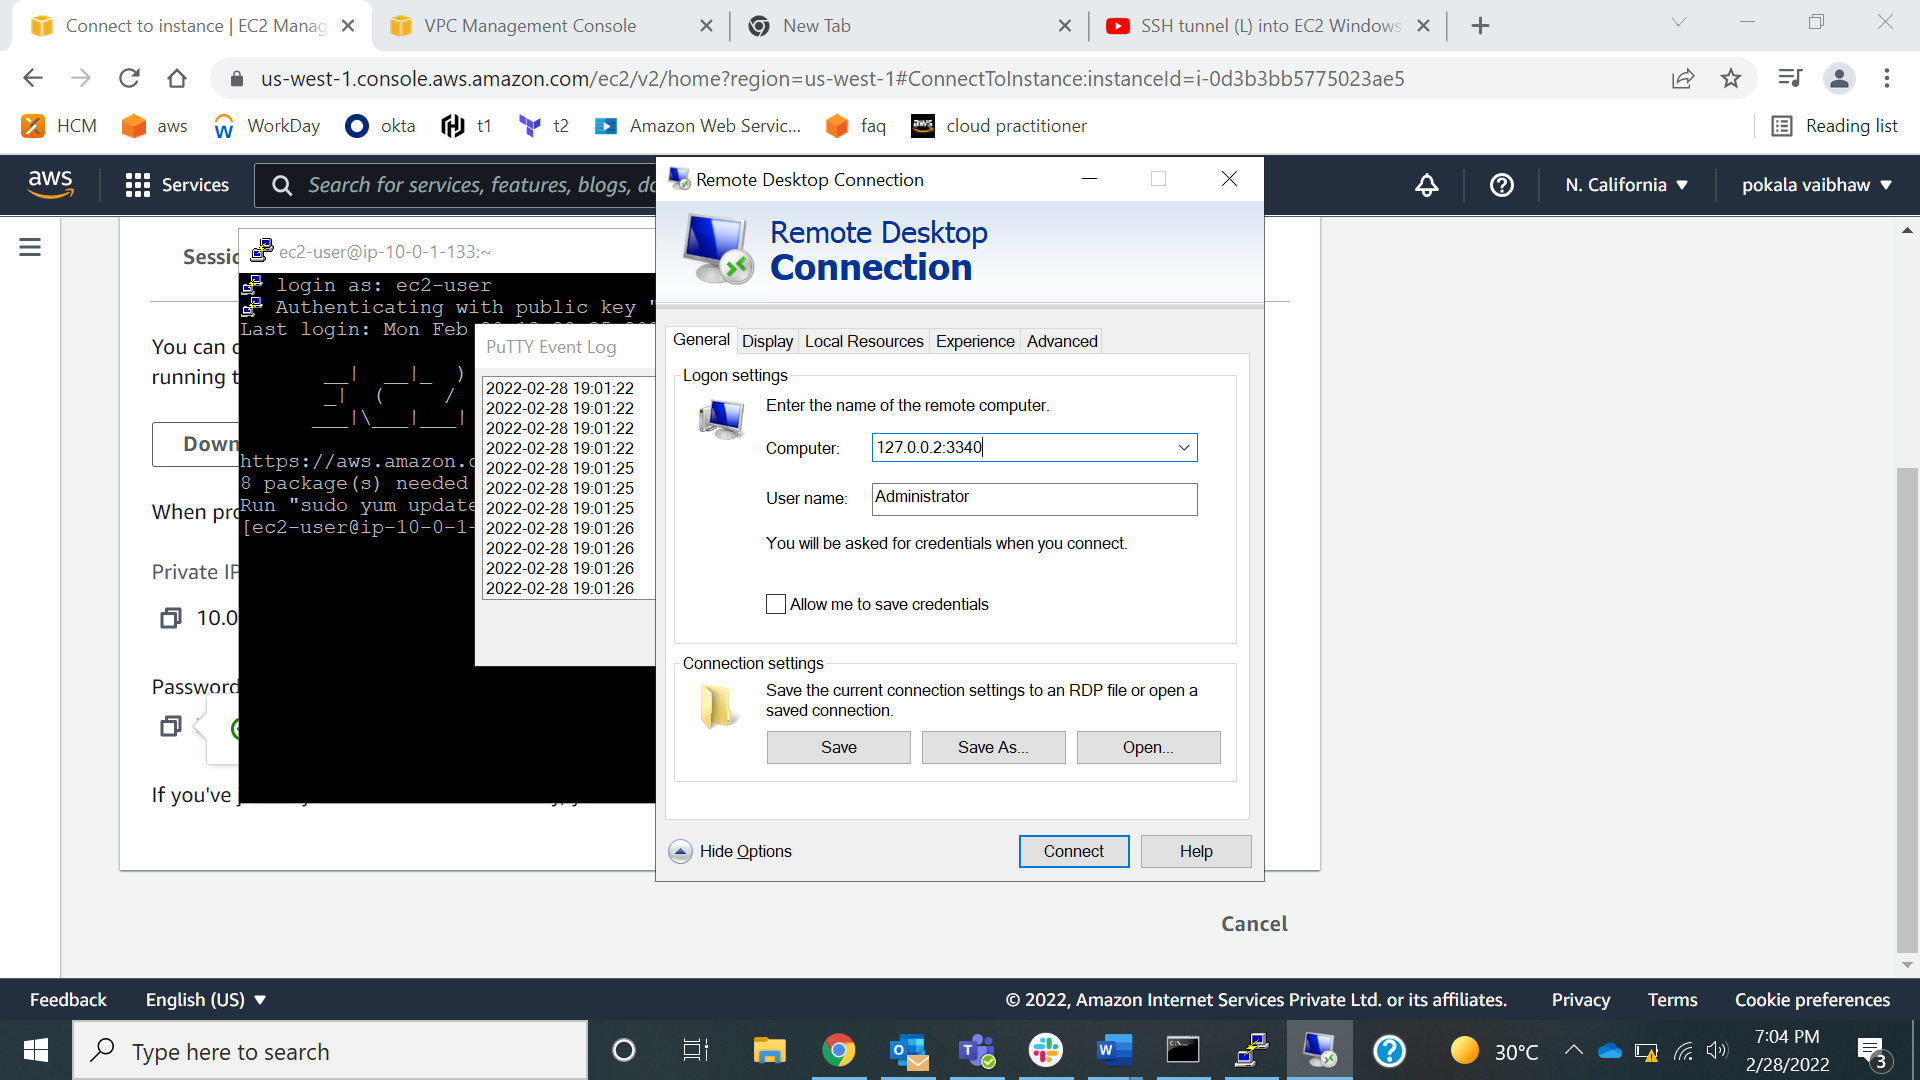 Connect to instance | EC2 Manag
VPC Management Console
New Tab
SSH tunnel (L) into EC2 Windows
us-west-1.console.aws.amazon.com/ec2/v2/home?region=us-west-1#ConnectToInstance:instanceId=i-0d3b3bb5775023ae5
HCM
aws
WorkDay
okta
t1
t2
Amazon Web Servic...
faq
cloud practitioner
Reading list
aws
Services
Search for services, features, blogs, do
N. California
pokala vaibhaw
Sessio
You can c
running t
Down
When pro
Private IP
10.0
Password
If you've j
ec2-user@ip-10-0-1-133:~
login as: ec2-user
Authenticating with public key "
Last login: Mon Feb
https://aws.amazon.c
8 package(s) needed
Run "sudo yum update
[ec2-user@ip-10-0-1-
PuTTY Event Log
2022-02-28 19:01:22
2022-02-28 19:01:22
2022-02-28 19:01:22
2022-02-28 19:01:22
2022-02-28 19:01:25
2022-02-28 19:01:25
2022-02-28 19:01:25
2022-02-28 19:01:26
2022-02-28 19:01:26
2022-02-28 19:01:26
2022-02-28 19:01:26
Remote Desktop Connection
Remote Desktop
Connection
General
Display
Local Resources
Experience
Advanced
Logon settings
Enter the name of the remote computer.
Computer:
127.0.0.2:3340
User name:
Administrator
You will be asked for credentials when you connect.
Allow me to save credentials
Connection settings
Save the current connection settings to an RDP file or open a
saved connection.
Save
Save As...
Open...
Hide Options
Connect
Help
Cancel
Feedback
English (US)
© 2022, Amazon Internet Services Private Ltd. or its affiliates.
Privacy
Terms
Cookie preferences
Type here to search
30°C
7:04 PM
2/28/2022
3